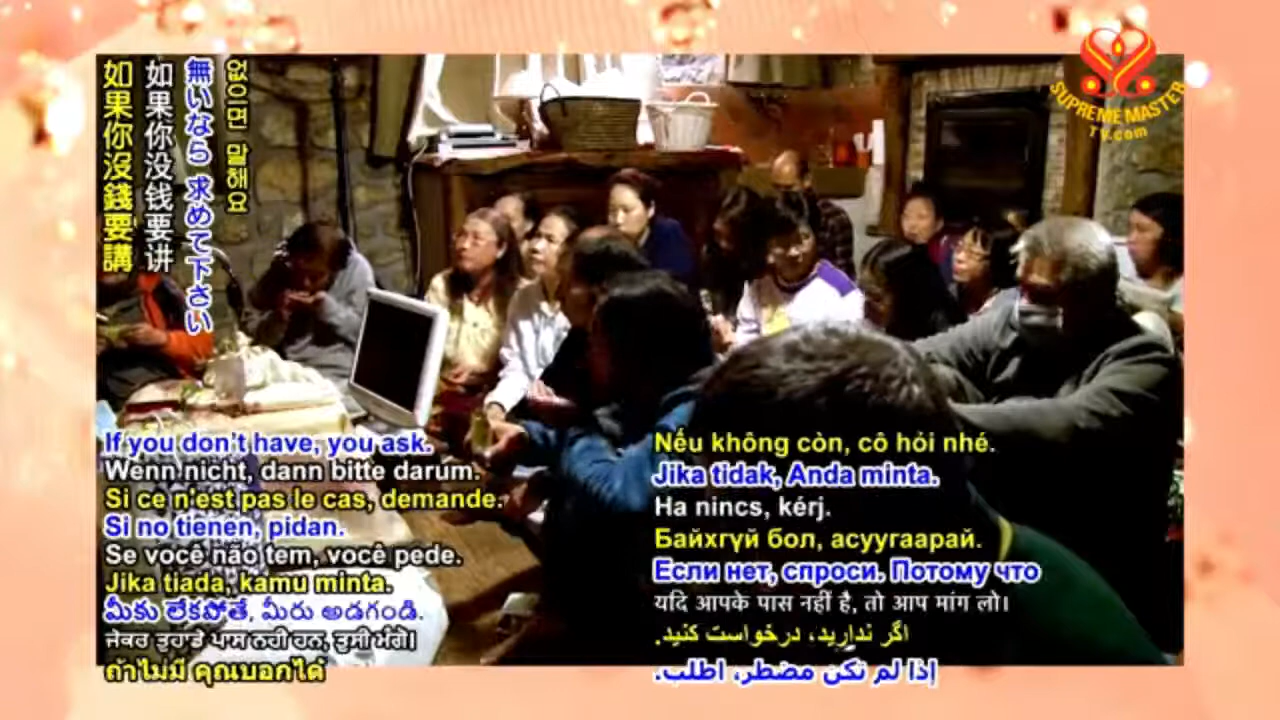 SUPREME MASTER
TV.com
없으면 말해요
無いなら 求めて下さい
如果你没钱要讲
如果你沒錢要講
If you don't have, you ask.
Wenn nicht, dann bitte darum.
Si ce n'est pas le cas, demande.
Si no tienen, pidan.
Se você não tem, você pede.
Jika tiada, kamu minta.
మీకు లేకపోతే, మీరు అడగండి.
ਜੇਕਰ ਤੁਹਾਡੇ ਪਾਸ ਨਹੀ ਹਨ, ਤੁਸੀ ਮੰਗੋ।
ถ้าไม่มี คุณบอกได้
Nếu không còn, cô hỏi nhé.
Jika tidak, Anda minta.
Ha nincs, kérj.
Байхгүй бол, асуугаарай.
Если нет, спроси. Потому что
यदि आपके पास नहीं है, तो आप मांग लो।
اگر ندارید، درخواست کنید.
إذا لم تكن مضطر، اطلب.